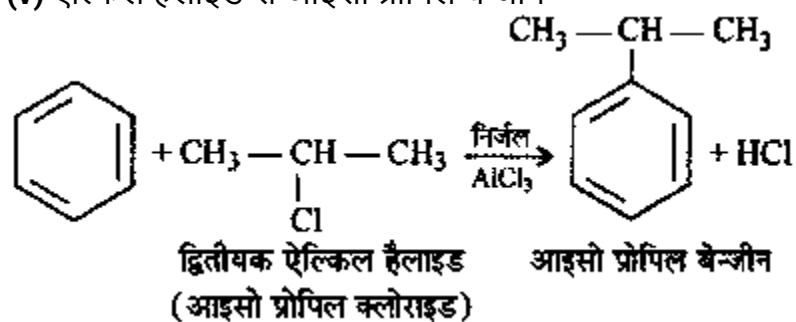 CH₃ — CH — CH₃
+ CH₃ — CH — CH₃ निर्जल AlCl₃ + HCl
Cl
द्वितीयक ऐल्किल हैलाइड आइसो प्रोपिल बेन्जीन
(आइसो प्रोपिल क्लोराइड)